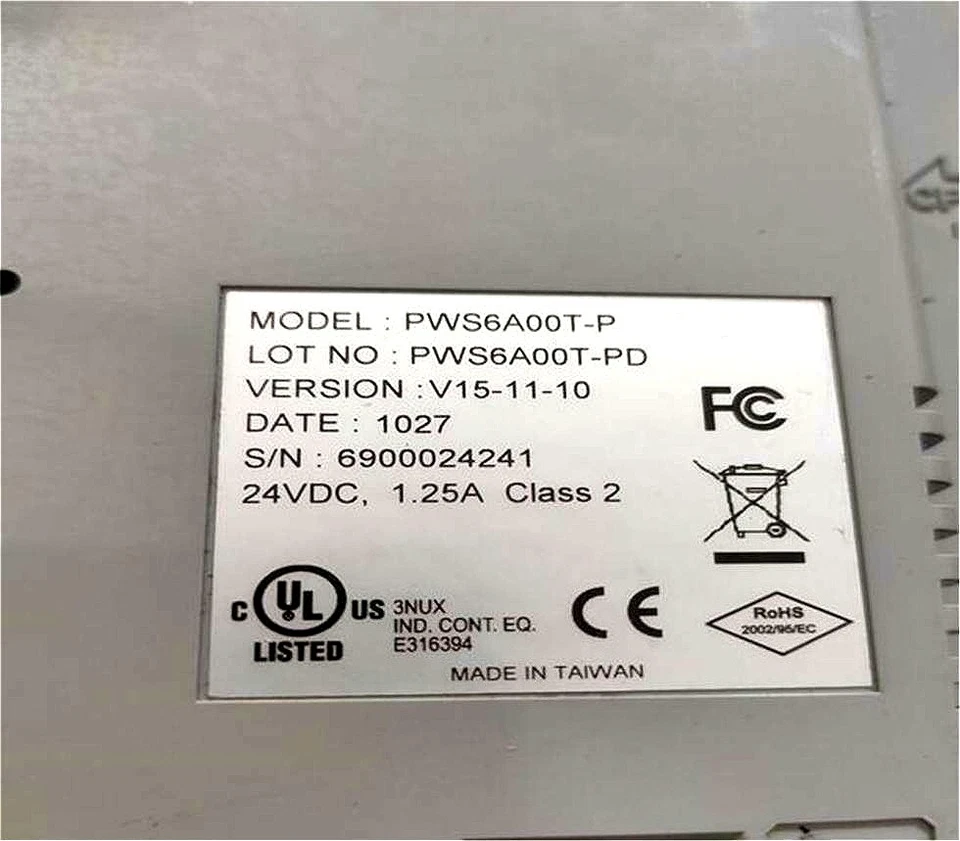 MODEL : PWS6A00T-P
LOT NO : PWS6A00T-PD
VERSION : V15-11-10
DATE : 1027
S/N : 6900024241
24VDC, 1.25A Class 2
FC
C UL US
LISTED
3NUX
IND. CONT. EQ.
E316394
CE
RoHS
2002/95/EC
MADE IN TAIWAN